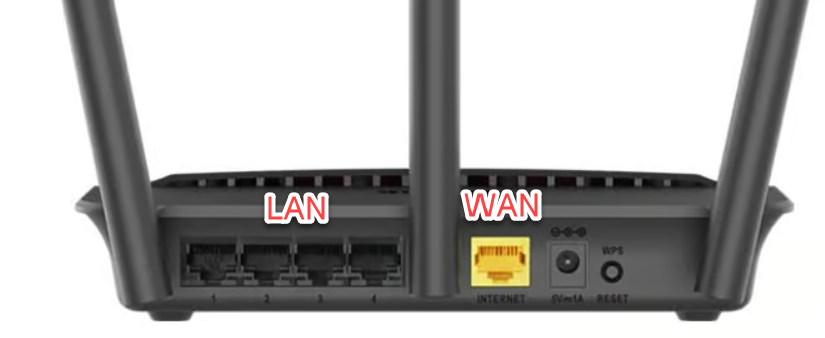 LAN
WAN
WPS
1 2 3 4
INTERNET
5V⎓1A
RESET